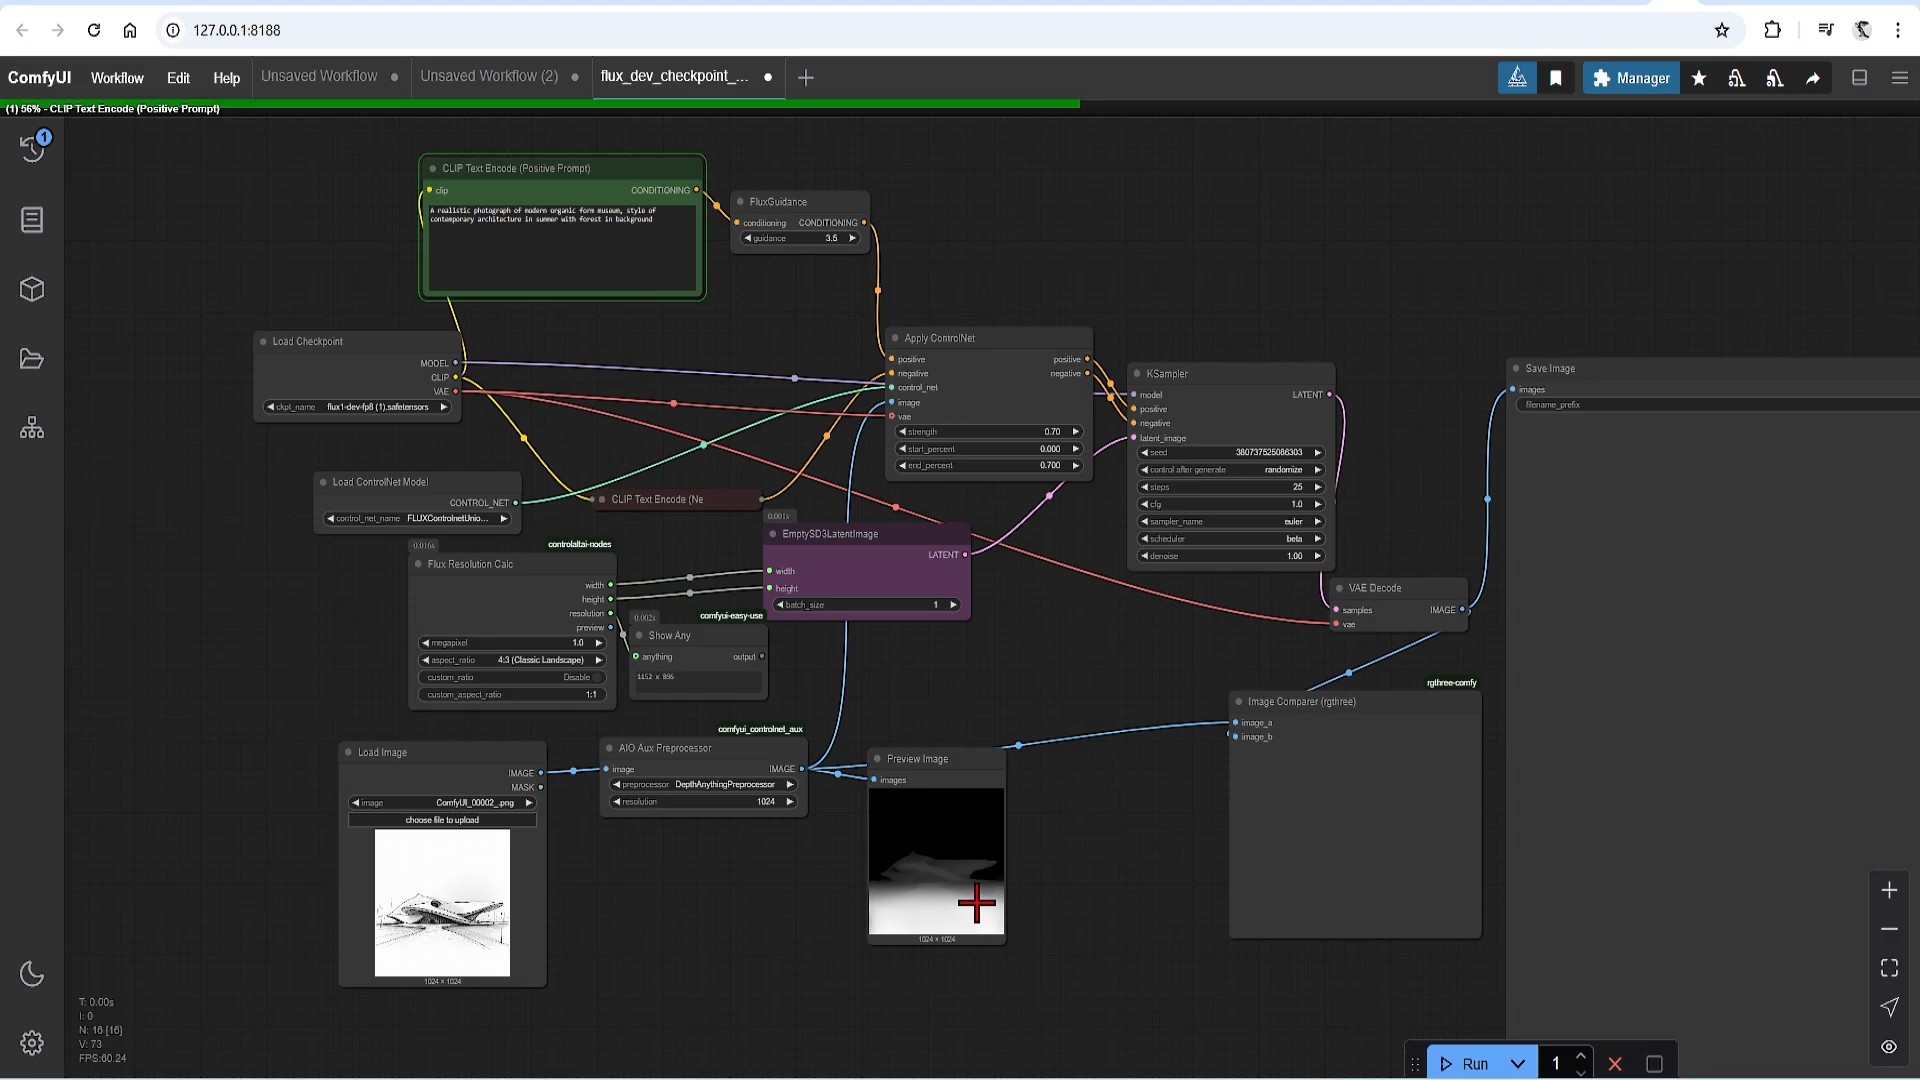 127.0.0.1:8188
ComfyUI Workflow Edit Help Unsaved Workflow Unsaved Workflow (2) flux_dev_checkpoint_... Manager
(1) 56% - CLIP Text Encode (Positive Prompt)
1
CLIP Text Encode (Positive Prompt)
clip CONDITIONING
A realistic photograph of modern organic form museum, style of
contemporary architecture in summer with forest in background
FluxGuidance
conditioning CONDITIONING
guidance 3.5
Load Checkpoint
MODEL
CLIP
VAE
ckpt_name flux1-dev-fp8 (1).safetensors
Apply ControlNet
positive positive
negative negative
control_net
image
vae
strength 0.70
start_percent 0.000
end_percent 0.700
KSampler
model LATENT
positive
negative
latent_image
seed 380737525086303
control after generate randomize
steps 25
cfg 1.0
sampler_name euler
scheduler beta
denoise 1.00
Save Image
images
filename_prefix
Load ControlNet Model
CONTROL_NET
control_net_name FLUXControlnetUnio...
CLIP Text Encode (Ne
0.001s
EmptySD3LatentImage
LATENT
width
height
batch_size 1
0.016s controlaltai-nodes
Flux Resolution Calc
width
height
resolution
preview
megapixel 1.0
aspect_ratio 4:3 (Classic Landscape)
custom_ratio Disable
custom_aspect_ratio 1:1
0.002s comfyui-easy-use
Show Any
anything output
1152 x 896
VAE Decode
samples IMAGE
vae
rgthree-comfy
Image Comparer (rgthree)
image_a
image_b
Load Image
IMAGE
MASK
image ComfyUI_00002_.png
choose file to upload
1024 × 1024
comfyui_controlnet_aux
AIO Aux Preprocessor
image IMAGE
preprocessor DepthAnythingPreprocessor
resolution 1024
Preview Image
images
1024 × 1024
T: 0.00s
I: 0
N: 16 [16]
V: 73
FPS:60.24
Run 1